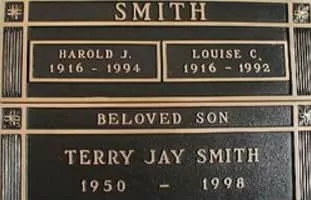 SMITH
HAROLD J.
1916 - 1994
LOUISE C.
1916 - 1992
BELOVED SON
TERRY JAY SMITH
1950 - 1998